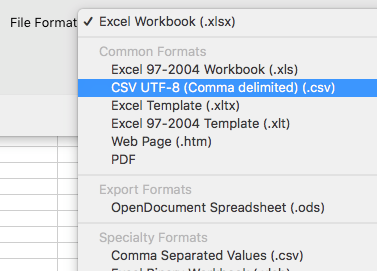 File Format ✓ Excel Workbook (.xlsx)
Common Formats
Excel 97-2004 Workbook (.xls)
CSV UTF-8 (Comma delimited) (.csv)
Excel Template (.xltx)
Excel 97-2004 Template (.xlt)
Web Page (.htm)
PDF
Export Formats
OpenDocument Spreadsheet (.ods)
Specialty Formats
Comma Separated Values (.csv)